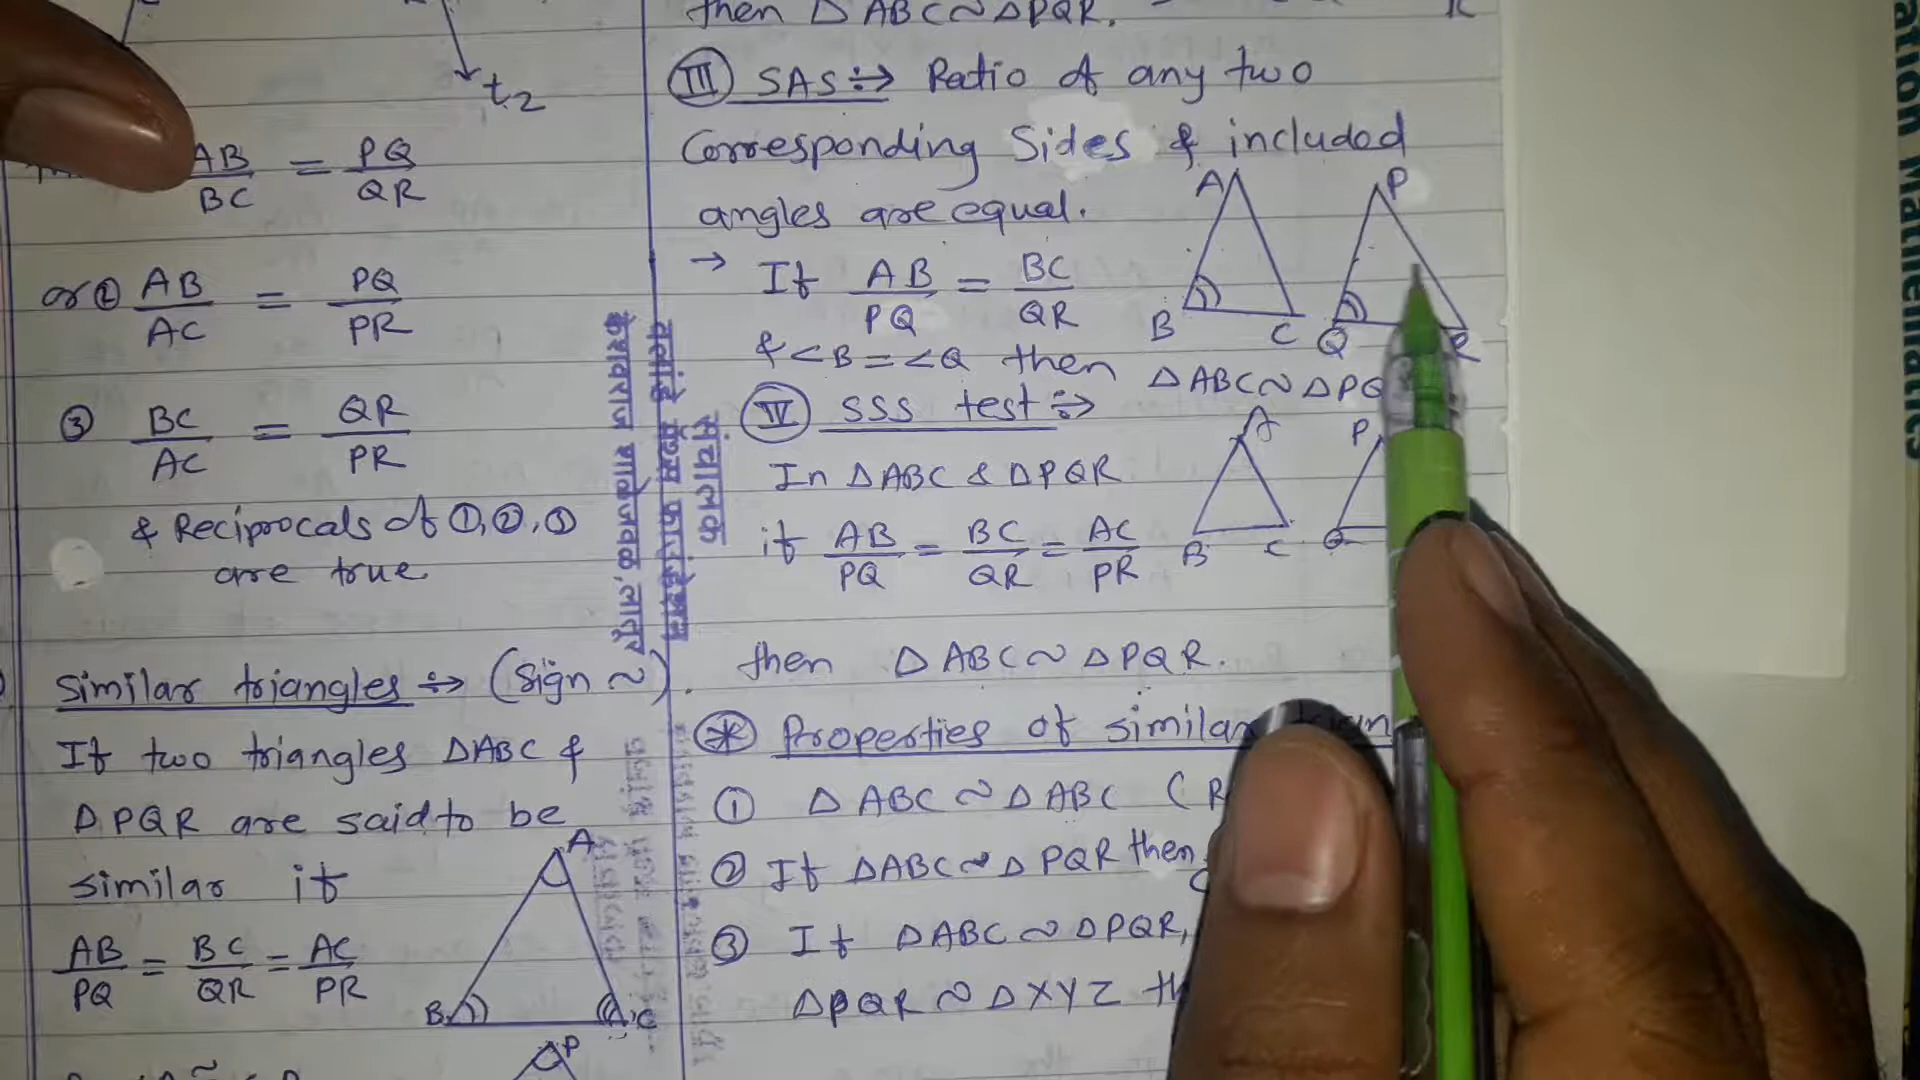 t2
AB/BC = PQ/QR
or ② AB/AC = PQ/PR
③ BC/AC = QR/PR
& Reciprocals of ①, ②, ③
are true
Similar triangles ÷→ (Sign ~).
If two triangles △ABC &
△PQR are said to be
similar if
AB/PQ = BC/QR = AC/PR
A
B
C
P
then △ABC ~ △PQR.
(III) SAS ÷→ Ratio of any two
Corresponding Sides & included
angles are equal.
→ If AB/PQ = BC/QR
& <B = <Q then △ABC ~ △PQ
A
B
C
P
Q
R
(IV) SSS test ÷→
In △ABC & △PQR
if AB/PQ = BC/QR = AC/PR
A
B
C
P
Q
then △ABC ~ △PQR.
* Properties of similar
① △ABC ~ △ABC (R
② If △ABC ~ △PQR then
③ If △ABC ~ △PQR,
△PQR ~ △XYZ th
संचालक
केशवराज शाळेजवळ, लातूर
ation Mathematics